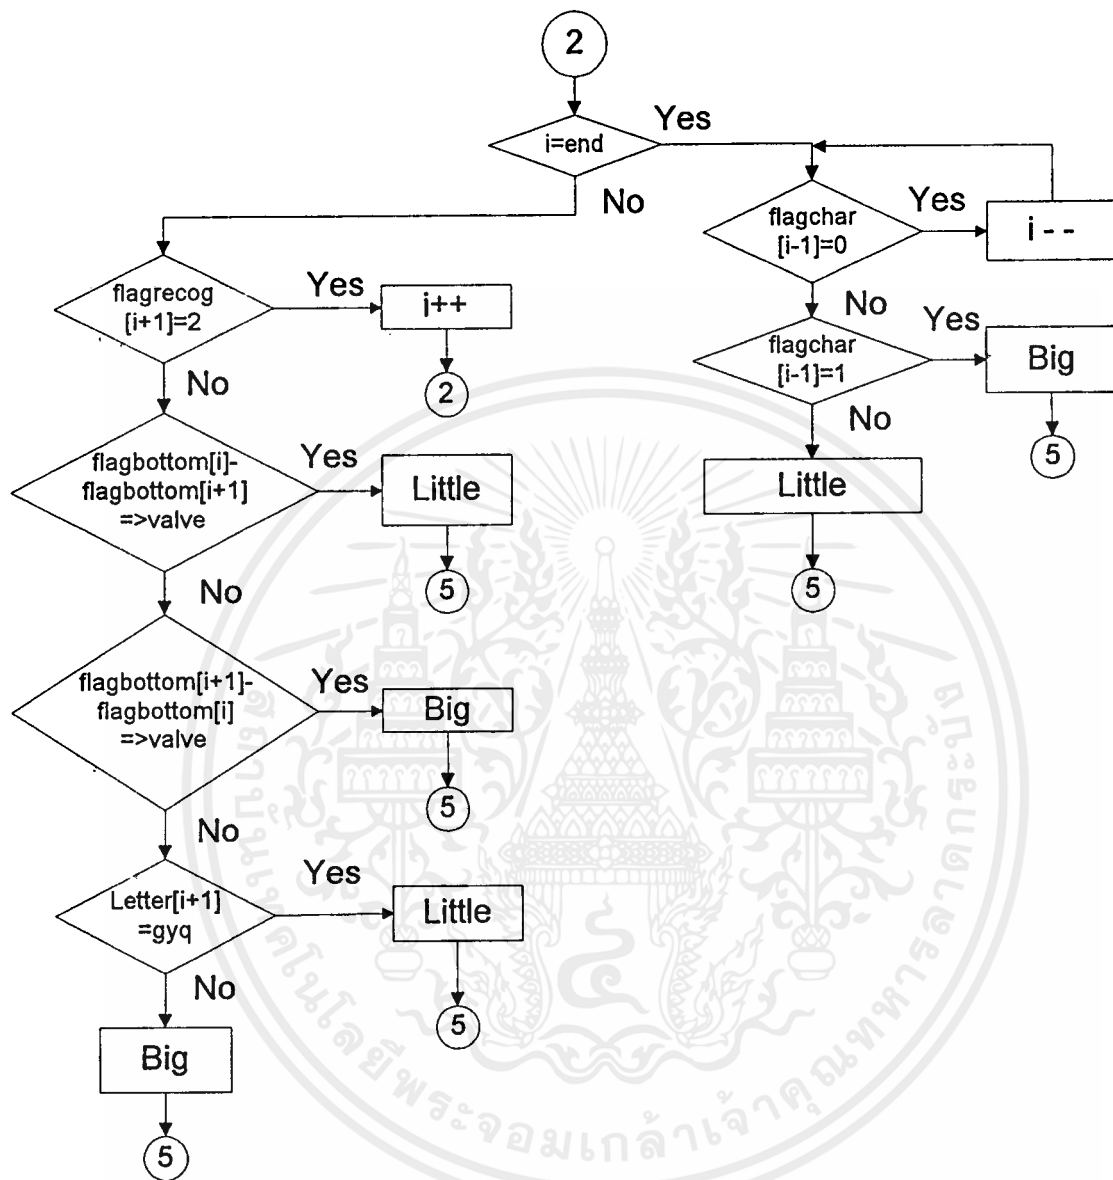 2
i=end
Yes
No
flagchar
[i-1]=0
Yes
i - -
No
flagchar
[i-1]=1
Yes
Big
5
No
Little
5
flagrecog
[i+1]=2
Yes
i++
2
No
flagbottom[i]-
flagbottom[i+1]
=>valve
Yes
Little
5
No
flagbottom[i+1]-
flagbottom[i]
=>valve
Yes
Big
5
No
Letter[i+1]
=gyq
Yes
Little
5
No
Big
5